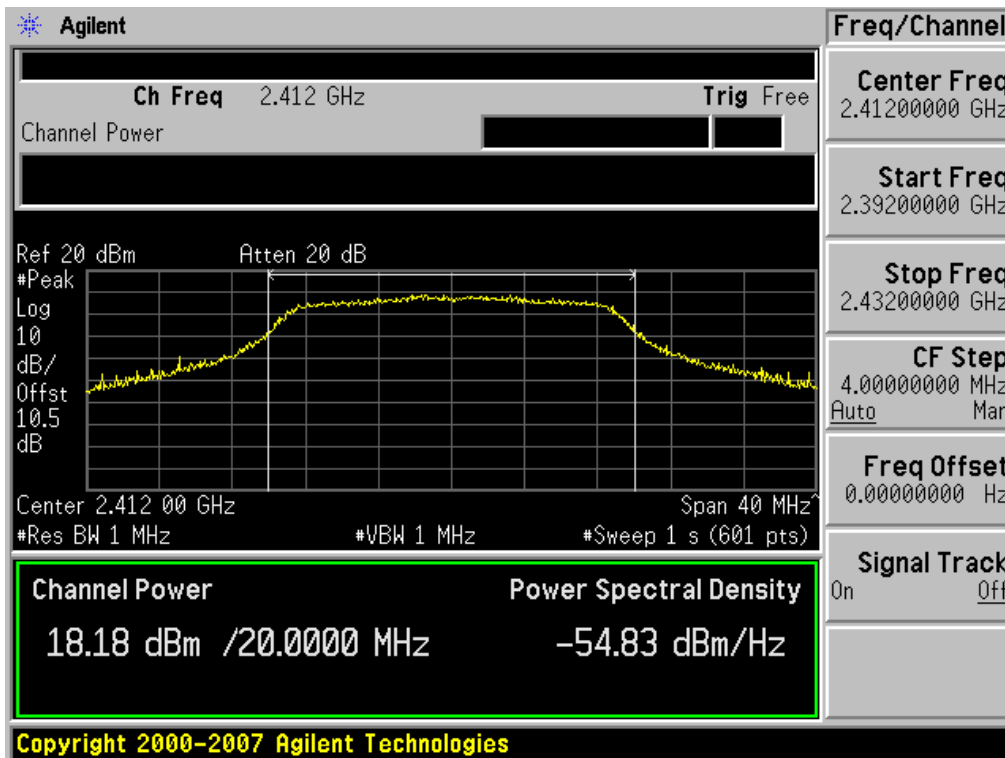 Agilent
Freq/Channel
Ch Freq 2.412 GHz Trig Free
Channel Power
Center Freq
2.41200000 GHz
Start Freq
2.39200000 GHz
Ref 20 dBm Atten 20 dB
#Peak
Log
10
dB/
Offst
10.5
dB
Stop Freq
2.43200000 GHz
CF Step
4.00000000 MHz
Auto Man
Freq Offset
0.00000000 Hz
Center 2.412 00 GHz Span 40 MHz^
#Res BW 1 MHz #VBW 1 MHz #Sweep 1 s (601 pts)
Signal Track
On Off
Channel Power Power Spectral Density
18.18 dBm /20.0000 MHz -54.83 dBm/Hz
Copyright 2000-2007 Agilent Technologies